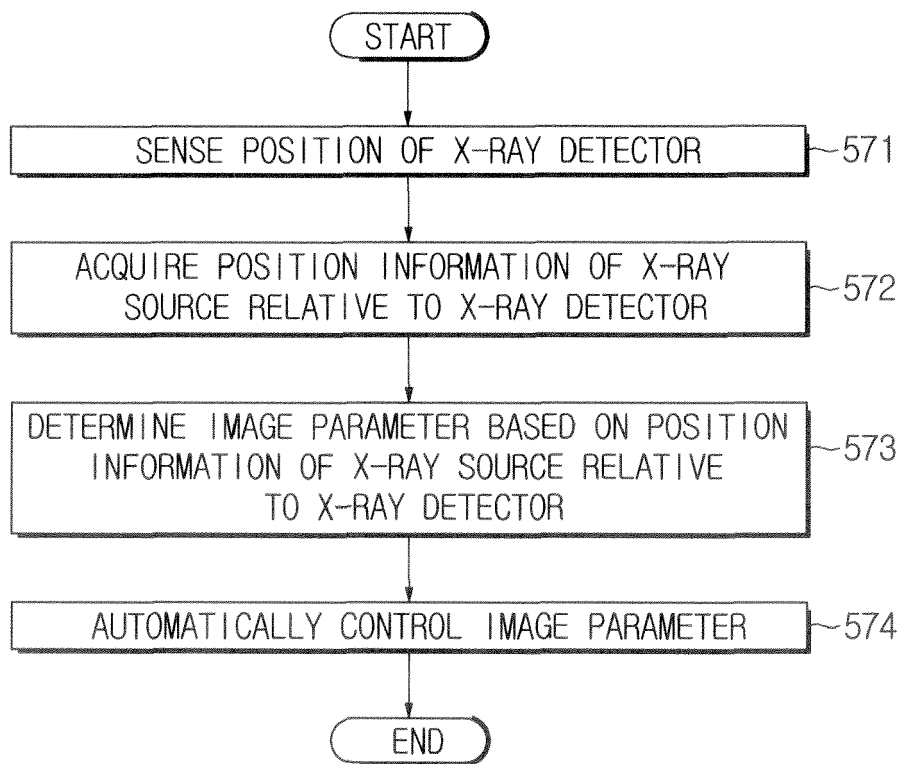 START
SENSE POSITION OF X-RAY DETECTOR
571
ACQUIRE POSITION INFORMATION OF X-RAY
SOURCE RELATIVE TO X-RAY DETECTOR
572
DETERMINE IMAGE PARAMETER BASED ON POSITION
INFORMATION OF X-RAY SOURCE RELATIVE
TO X-RAY DETECTOR
573
AUTOMATICALLY CONTROL IMAGE PARAMETER
574
END